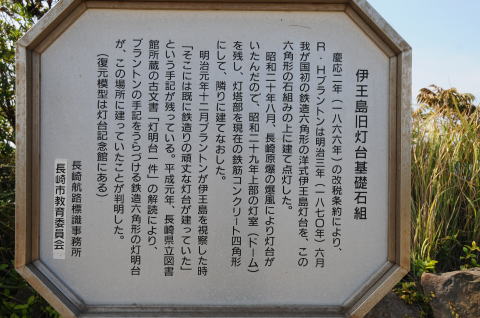 伊王島旧灯台基礎石組
慶応二年（一八六六年）の改税条約により、
Ｒ・Ｈブラントンは明治三年（一八七〇年）六月
我が国初の鉄造六角形の洋式伊王島灯台を、この
六角形の石組みの上に建て点灯した。
昭和二十年八月、長崎原爆の爆風により灯台が
いたんだので、昭和二十九年上部の灯室（ドーム）
を残し、灯塔部を現在の鉄筋コンクリート四角形
にして、隣りに建てなおした。
明治元年十二月ブラントンが伊王島を視察した時
「そこには既に鉄造りの頑丈な灯台が建っていた」
という手記が残っている。平成元年、長崎県立図書
館所蔵の古文書「灯明台一件」の解読により、
ブラントンの手記をうらづける鉄造六角形の灯明台
が、この場所に建っていたことが判明した。
（復元模型は灯台記念館にある）
長崎航路標識事務所
長崎市教育委員会